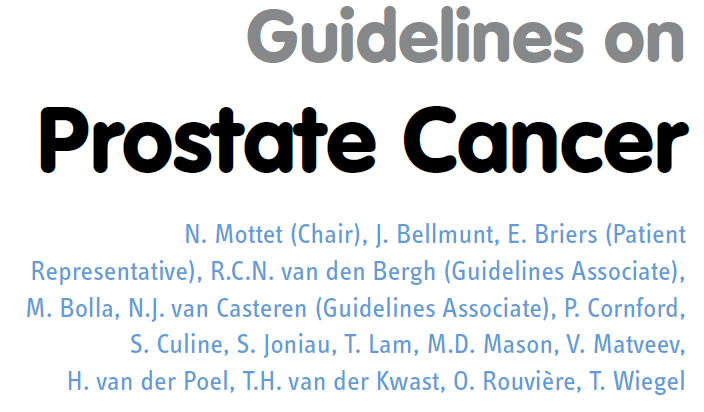 Guidelines on
Prostate Cancer
N. Mottet (Chair), J. Bellmunt, E. Briers (Patient
Representative), R.C.N. van den Bergh (Guidelines Associate),
M. Bolla, N.J. van Casteren (Guidelines Associate), P. Cornford,
S. Culine, S. Joniau, T. Lam, M.D. Mason, V. Matveev,
H. van der Poel, T.H. van der Kwast, O. Rouvière, T. Wiegel